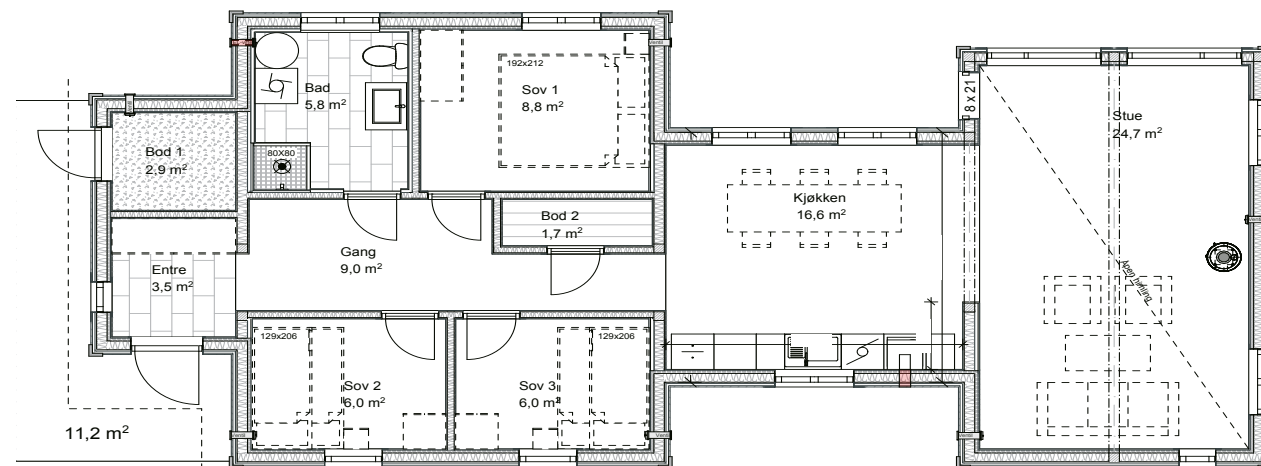 Bad
5,8 m²
80X80
192x212
Sov 1
8,8 m²
8 x 21
Stue
24,7 m²
Bod 1
2,9 m²
Kjøkken
16,6 m²
Bod 2
1,7 m²
Gang
9,0 m²
Entre
3,5 m²
Åpen himling
129x206
129x206
Sov 2
6,0 m²
Sov 3
6,0 m²
11,2 m²